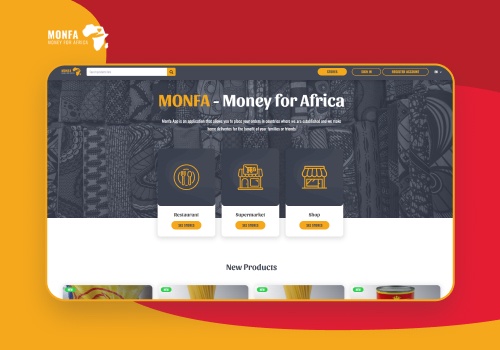 MONFA
MONEY FOR AFRICA
MONFA
STORES
SIGN IN
REGISTER ACCOUNT
MONFA - Money for Africa
Monfa App is an application that allows you to place your orders in countries where we are established and we make
home deliveries for the benefit of your families or friends
Restaurant
SEE STORES
Supermarket
SEE STORES
Shop
SEE STORES
New Products